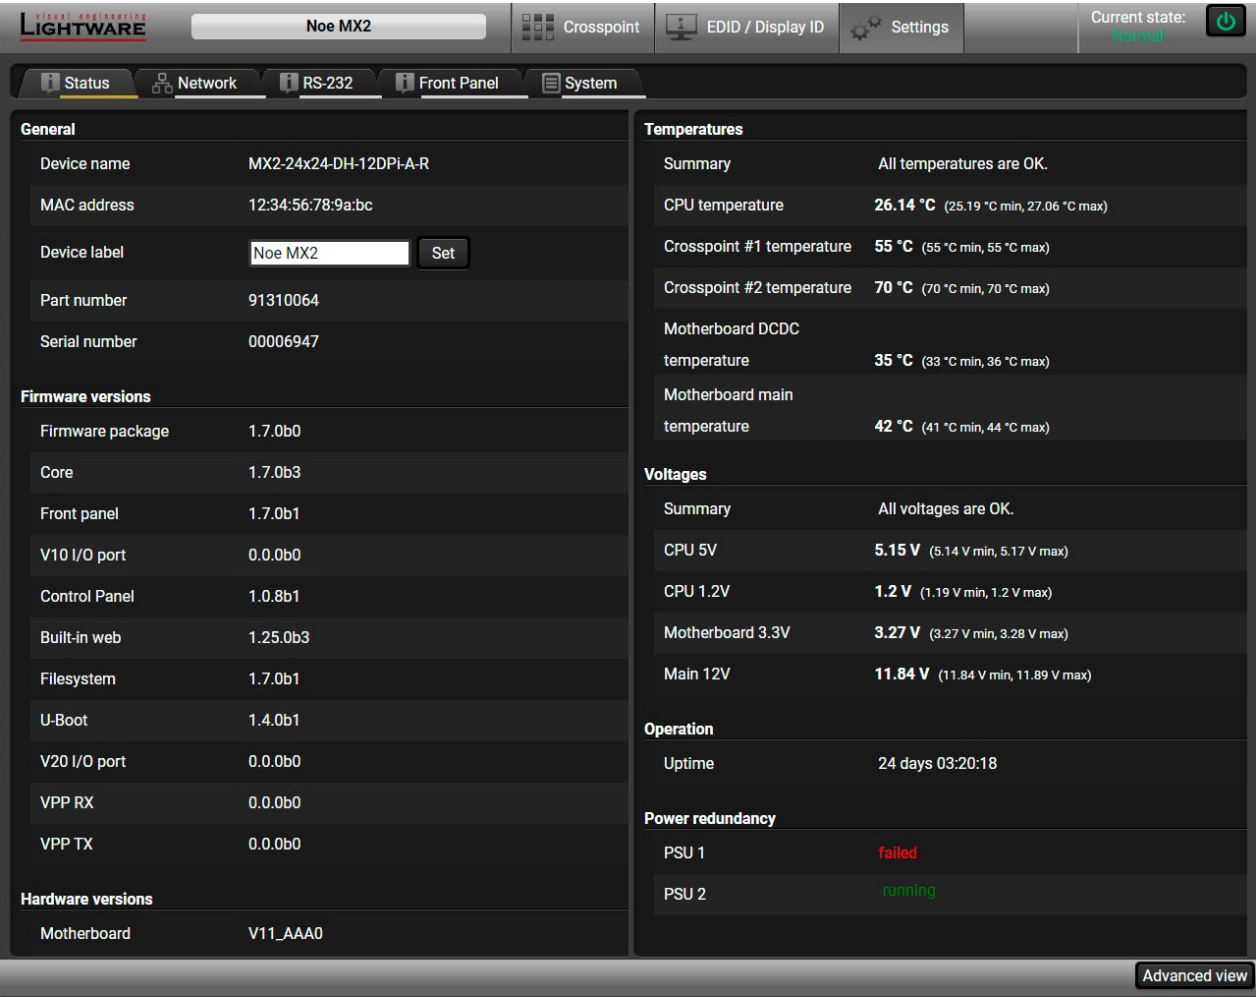 visual engineering
LIGHTWARE
Noe MX2
Crosspoint
EDID / Display ID
Settings
Current state:
Normal
Status
Network
RS-232
Front Panel
System
General
Device name MX2-24x24-DH-12DPi-A-R
MAC address 12:34:56:78:9a:bc
Device label Noe MX2 Set
Part number 91310064
Serial number 00006947
Firmware versions
Firmware package 1.7.0b0
Core 1.7.0b3
Front panel 1.7.0b1
V10 I/O port 0.0.0b0
Control Panel 1.0.8b1
Built-in web 1.25.0b3
Filesystem 1.7.0b1
U-Boot 1.4.0b1
V20 I/O port 0.0.0b0
VPP RX 0.0.0b0
VPP TX 0.0.0b0
Hardware versions
Motherboard V11_AAA0
Temperatures
Summary All temperatures are OK.
CPU temperature 26.14 °C (25.19 °C min, 27.06 °C max)
Crosspoint #1 temperature 55 °C (55 °C min, 55 °C max)
Crosspoint #2 temperature 70 °C (70 °C min, 70 °C max)
Motherboard DCDC
temperature 35 °C (33 °C min, 36 °C max)
Motherboard main
temperature 42 °C (41 °C min, 44 °C max)
Voltages
Summary All voltages are OK.
CPU 5V 5.15 V (5.14 V min, 5.17 V max)
CPU 1.2V 1.2 V (1.19 V min, 1.2 V max)
Motherboard 3.3V 3.27 V (3.27 V min, 3.28 V max)
Main 12V 11.84 V (11.84 V min, 11.89 V max)
Operation
Uptime 24 days 03:20:18
Power redundancy
PSU 1 failed
PSU 2 running
Advanced view